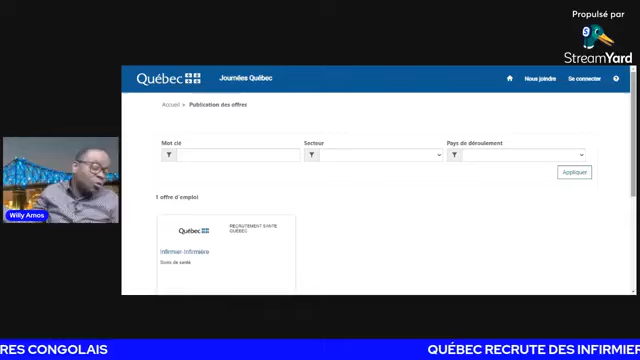 Propulsé par
StreamYard
Québec
Journées Québec
Nous joindre
Se connecter
Accueil > Publication des offres
Mot clé
Secteur
Pays de déroulement
Appliquer
1 offre d'emploi
Québec
RECRUTEMENT SANTÉ
QUÉBEC
Infirmier-Infirmière
Soins de santé
Willy Amos
RES CONGOLAIS
QUÉBEC RECRUTE DES INFIRMIER